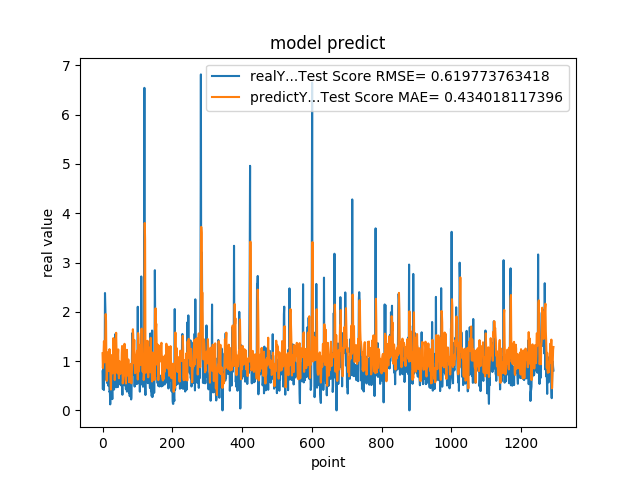 model predict
realY...Test Score RMSE= 0.619773763418
predictY...Test Score MAE= 0.434018117396
real value
7
6
5
4
3
2
1
0
0 200 400 600 800 1000 1200
point